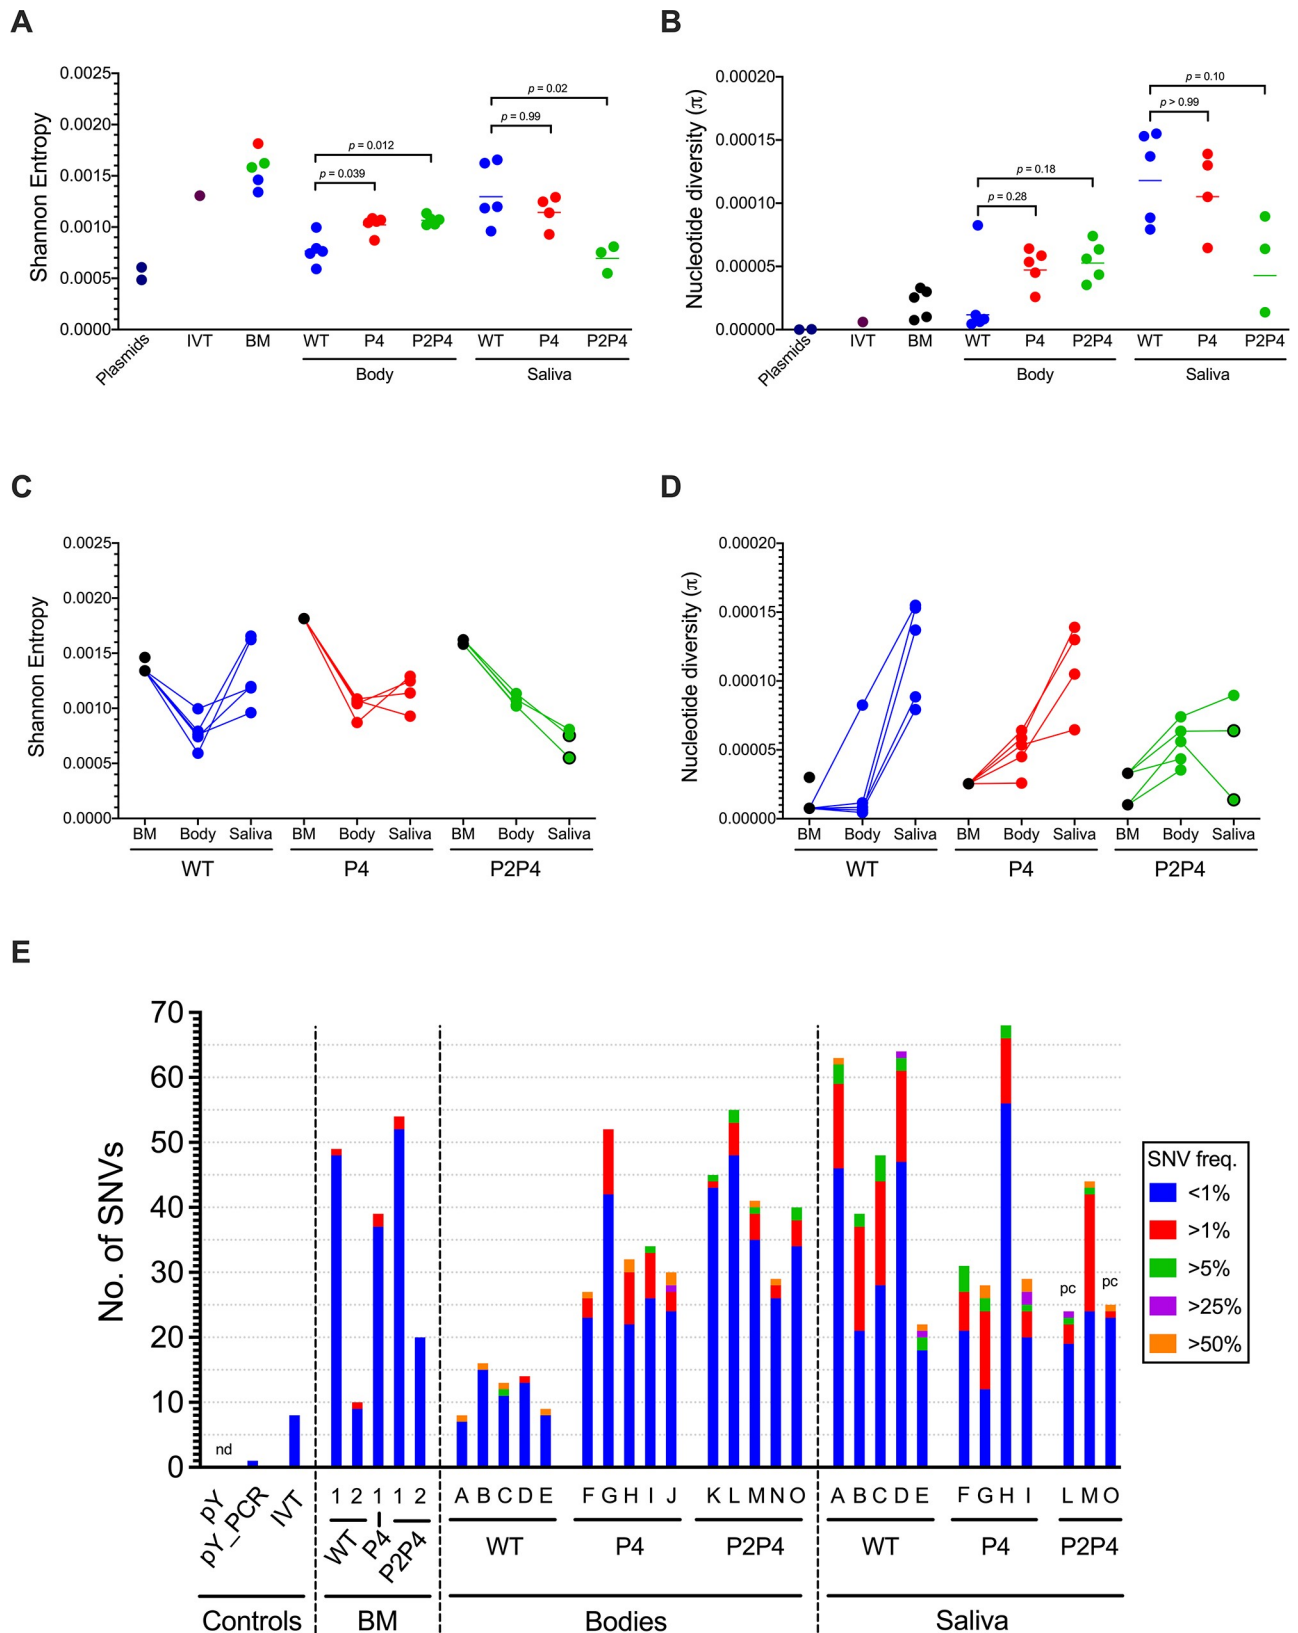 A
Shannon Entropy
0.0025
0.0020
0.0015
0.0010
0.0005
0.0000
p = 0.02
p = 0.99
p = 0.012
p = 0.039
Plasmids
IVT
BM
WT
P4
P2P4
WT
P4
P2P4
Body
Saliva
B
Nucleotide diversity (π)
0.00020
0.00015
0.00010
0.00005
0.00000
p = 0.10
p > 0.99
p = 0.18
p = 0.28
Plasmids
IVT
BM
WT
P4
P2P4
WT
P4
P2P4
Body
Saliva
C
Shannon Entropy
0.0025
0.0020
0.0015
0.0010
0.0005
0.0000
BM Body Saliva
BM Body Saliva
BM Body Saliva
WT
P4
P2P4
D
Nucleotide diversity (π)
0.00020
0.00015
0.00010
0.00005
0.00000
BM Body Saliva
BM Body Saliva
BM Body Saliva
WT
P4
P2P4
E
No. of SNVs
70
60
50
40
30
20
10
0
nd
pc
pc
SNV freq.
<1%
>1%
>5%
>25%
>50%
pY
pY_PCR
IVT
1 2 1 1 2
WT
P4
P2P4
A B C D E
F G H I J
K L M N O
A B C D E
F G H I
L M O
WT
P4
P2P4
WT
P4
P2P4
Controls
BM
Bodies
Saliva